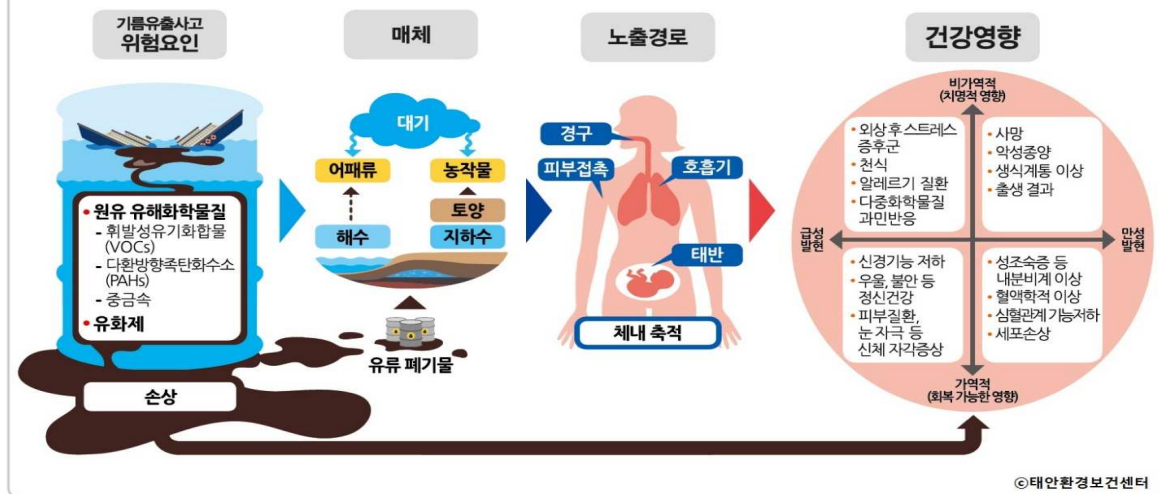 기름유출사고
위험요인
매체
노출경로
건강영향
• 원유 유해화학물질
- 휘발성유기화합물
(VOCs)
- 다환방향족탄화수소
(PAHs)
- 중금속
• 유화제
손상
대기
어패류
농작물
토양
해수
지하수
유류 폐기물
경구
피부접촉
호흡기
태반
체내 축적
비가역적
(치명적 영향)
• 외상 후 스트레스
증후군
• 천식
• 알레르기 질환
• 다중화학물질
과민반응
• 사망
• 악성종양
• 생식계통 이상
• 출생 결과
급성
발현
만성
발현
• 신경기능 저하
• 우울, 불안 등
정신건강
• 피부질환,
눈 자극 등
신체 자각증상
• 성조숙증 등
내분비계 이상
• 혈액학적 이상
• 심혈관계 기능저하
• 세포손상
가역적
(회복 가능한 영향)
©태안환경보건센터